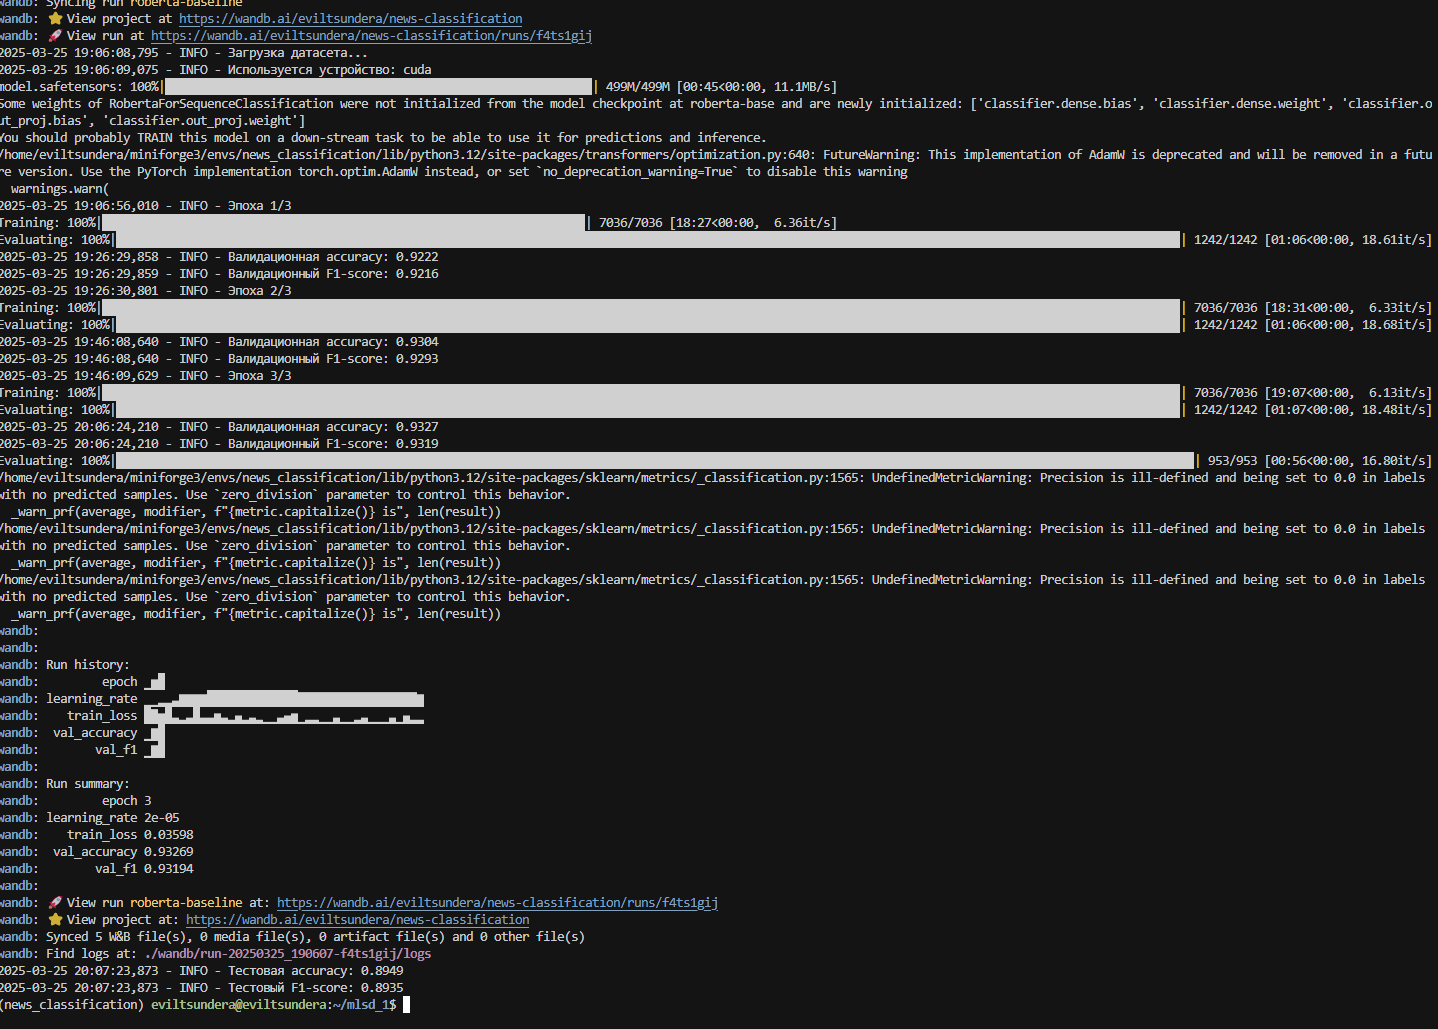 wandb: Syncing run roberta-baseline
wandb: ⭐ View project at https://wandb.ai/eviltsundera/news-classification
wandb: 🚀 View run at https://wandb.ai/eviltsundera/news-classification/runs/f4ts1gij
2025-03-25 19:06:08,795 - INFO - Загрузка датасета...
2025-03-25 19:06:09,075 - INFO - Используется устройство: cuda
model.safetensors: 100%| | 499M/499M [00:45<00:00, 11.1MB/s]
Some weights of RobertaForSequenceClassification were not initialized from the model checkpoint at roberta-base and are newly initialized: ['classifier.dense.bias', 'classifier.dense.weight', 'classifier.o
ut_proj.bias', 'classifier.out_proj.weight']
You should probably TRAIN this model on a down-stream task to be able to use it for predictions and inference.
/home/eviltsundera/miniforge3/envs/news_classification/lib/python3.12/site-packages/transformers/optimization.py:640: FutureWarning: This implementation of AdamW is deprecated and will be removed in a futu
re version. Use the PyTorch implementation torch.optim.AdamW instead, or set `no_deprecation_warning=True` to disable this warning
  warnings.warn(
2025-03-25 19:06:56,010 - INFO - Эпоха 1/3
Training: 100%| | 7036/7036 [18:27<00:00,  6.36it/s]
Evaluating: 100%| | 1242/1242 [01:06<00:00, 18.61it/s]
2025-03-25 19:26:29,858 - INFO - Валидационная accuracy: 0.9222
2025-03-25 19:26:29,859 - INFO - Валидационный F1-score: 0.9216
2025-03-25 19:26:30,801 - INFO - Эпоха 2/3
Training: 100%| | 7036/7036 [18:31<00:00,  6.33it/s]
Evaluating: 100%| | 1242/1242 [01:06<00:00, 18.68it/s]
2025-03-25 19:46:08,640 - INFO - Валидационная accuracy: 0.9304
2025-03-25 19:46:08,640 - INFO - Валидационный F1-score: 0.9293
2025-03-25 19:46:09,629 - INFO - Эпоха 3/3
Training: 100%| | 7036/7036 [19:07<00:00,  6.13it/s]
Evaluating: 100%| | 1242/1242 [01:07<00:00, 18.48it/s]
2025-03-25 20:06:24,210 - INFO - Валидационная accuracy: 0.9327
2025-03-25 20:06:24,210 - INFO - Валидационный F1-score: 0.9319
Evaluating: 100%| | 953/953 [00:56<00:00, 16.80it/s]
/home/eviltsundera/miniforge3/envs/news_classification/lib/python3.12/site-packages/sklearn/metrics/_classification.py:1565: UndefinedMetricWarning: Precision is ill-defined and being set to 0.0 in labels
with no predicted samples. Use `zero_division` parameter to control this behavior.
  _warn_prf(average, modifier, f"{metric.capitalize()} is", len(result))
/home/eviltsundera/miniforge3/envs/news_classification/lib/python3.12/site-packages/sklearn/metrics/_classification.py:1565: UndefinedMetricWarning: Precision is ill-defined and being set to 0.0 in labels
with no predicted samples. Use `zero_division` parameter to control this behavior.
  _warn_prf(average, modifier, f"{metric.capitalize()} is", len(result))
/home/eviltsundera/miniforge3/envs/news_classification/lib/python3.12/site-packages/sklearn/metrics/_classification.py:1565: UndefinedMetricWarning: Precision is ill-defined and being set to 0.0 in labels
with no predicted samples. Use `zero_division` parameter to control this behavior.
  _warn_prf(average, modifier, f"{metric.capitalize()} is", len(result))
wandb:
wandb:
wandb: Run history:
wandb:         epoch
wandb: learning_rate
wandb:    train_loss
wandb:  val_accuracy
wandb:        val_f1
wandb:
wandb: Run summary:
wandb:         epoch 3
wandb: learning_rate 2e-05
wandb:    train_loss 0.03598
wandb:  val_accuracy 0.93269
wandb:        val_f1 0.93194
wandb:
wandb: 🚀 View run roberta-baseline at: https://wandb.ai/eviltsundera/news-classification/runs/f4ts1gij
wandb: ⭐ View project at: https://wandb.ai/eviltsundera/news-classification
wandb: Synced 5 W&B file(s), 0 media file(s), 0 artifact file(s) and 0 other file(s)
wandb: Find logs at: ./wandb/run-20250325_190607-f4ts1gij/logs
2025-03-25 20:07:23,873 - INFO - Тестовая accuracy: 0.8949
2025-03-25 20:07:23,873 - INFO - Тестовый F1-score: 0.8935
(news_classification) eviltsundera@eviltsundera:~/mlsd_1$